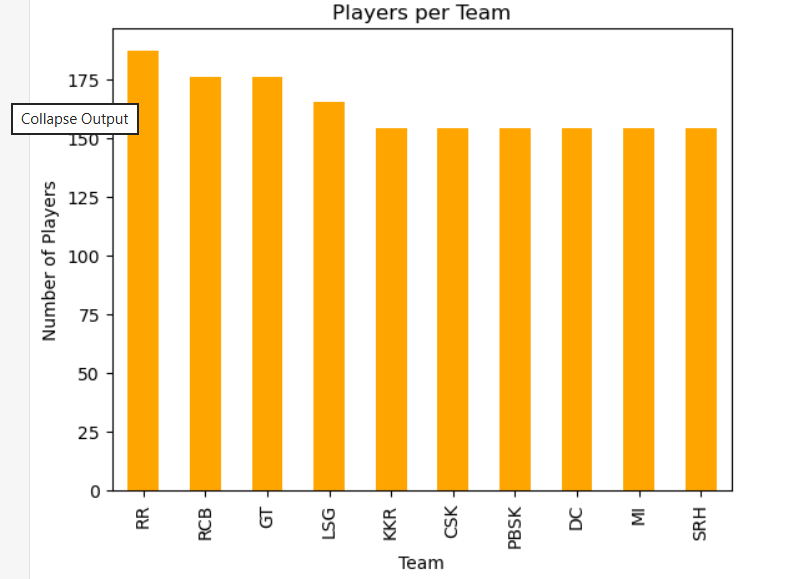 Players per Team
175
Collapse Output
150
125
100
75
50
25
0
Number of Players
RR
RCB
GT
LSG
KKR
CSK
PBSK
DC
MI
SRH
Team